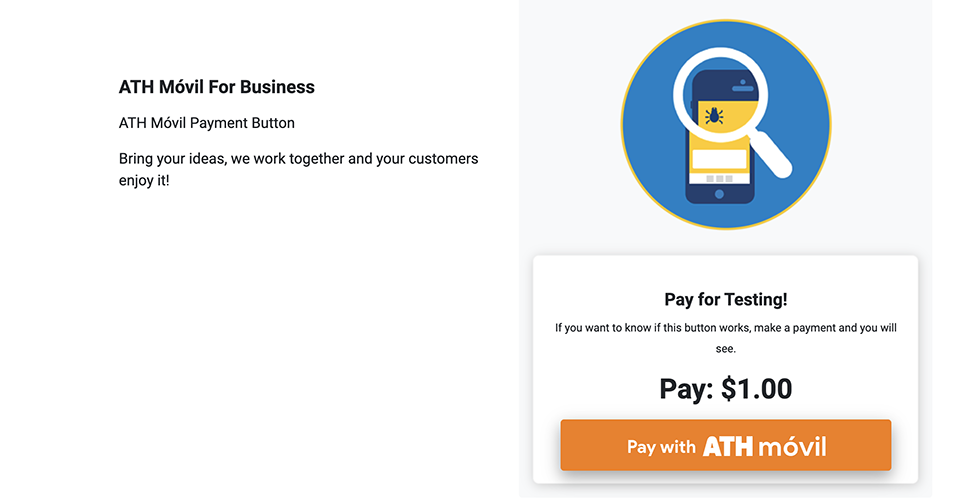 ATH Móvil For Business
ATH Móvil Payment Button
Bring your ideas, we work together and your customers
enjoy it!
Pay for Testing!
If you want to know if this button works, make a payment and you will
see.
Pay: $1.00
Pay with ATH móvil